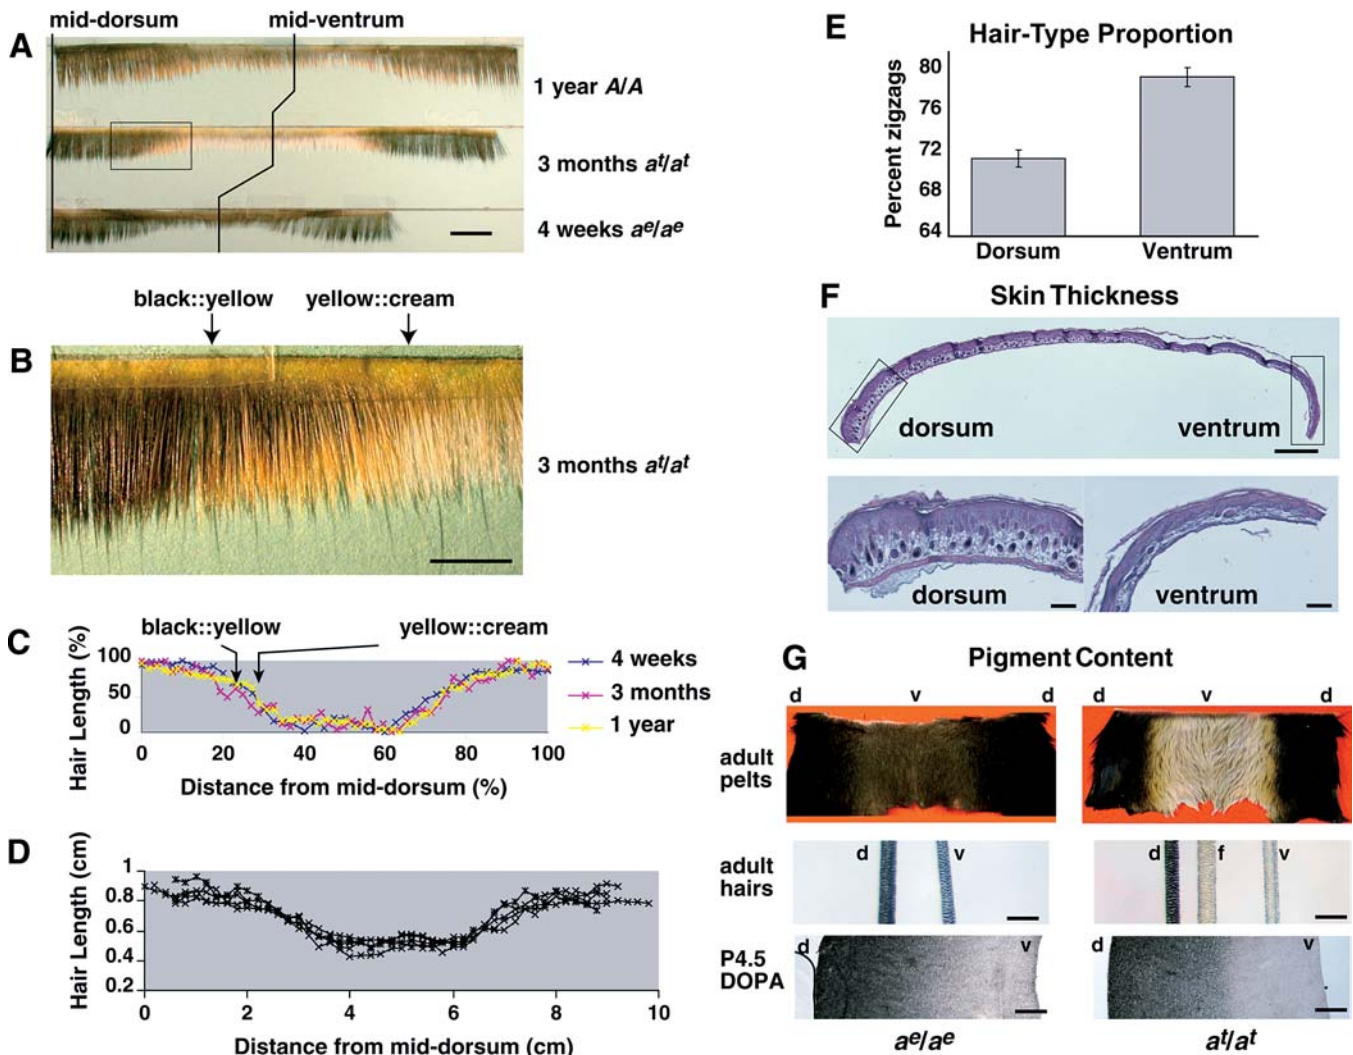 mid-dorsum mid-ventrum
A
1 year A/A
3 months aᵗ/aᵗ
4 weeks aᵉ/aᵉ
black::yellow yellow::cream
B
3 months aᵗ/aᵗ
C
black::yellow yellow::cream
Hair Length (%)
100
50
0
4 weeks
3 months
1 year
0 20 40 60 80 100
Distance from mid-dorsum (%)
D
Hair Length (cm)
1
0.8
0.6
0.4
0.2
0 2 4 6 8 10
Distance from mid-dorsum (cm)
E
Hair-Type Proportion
Percent zigzags
80
76
72
68
64
Dorsum Ventrum
F
Skin Thickness
dorsum ventrum
dorsum ventrum
G
Pigment Content
d v d d v d
adult
pelts
adult
hairs
d v d f v
P4.5
DOPA
d v d v
aᵉ/aᵉ aᵗ/aᵗ